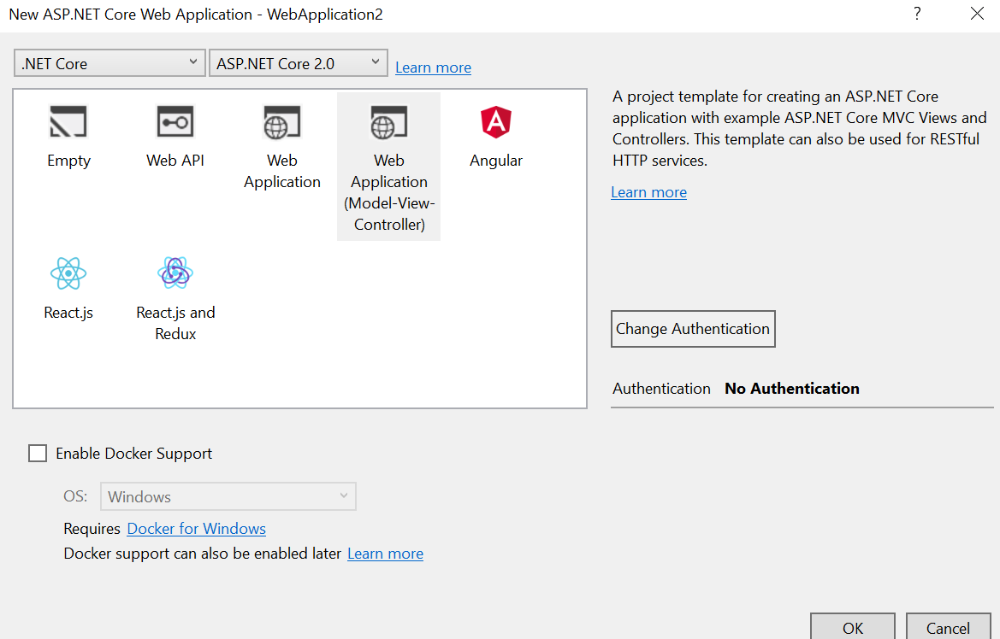 New ASP.NET Core Web Application - WebApplication2
?
.NET Core
ASP.NET Core 2.0
Learn more
Empty
Web API
Web
Application
Web
Application
(Model-View-
Controller)
Angular
React.js
React.js and
Redux
A project template for creating an ASP.NET Core
application with example ASP.NET Core MVC Views and
Controllers. This template can also be used for RESTful
HTTP services.
Learn more
Change Authentication
Authentication No Authentication
Enable Docker Support
OS: Windows
Requires Docker for Windows
Docker support can also be enabled later Learn more
OK
Cancel